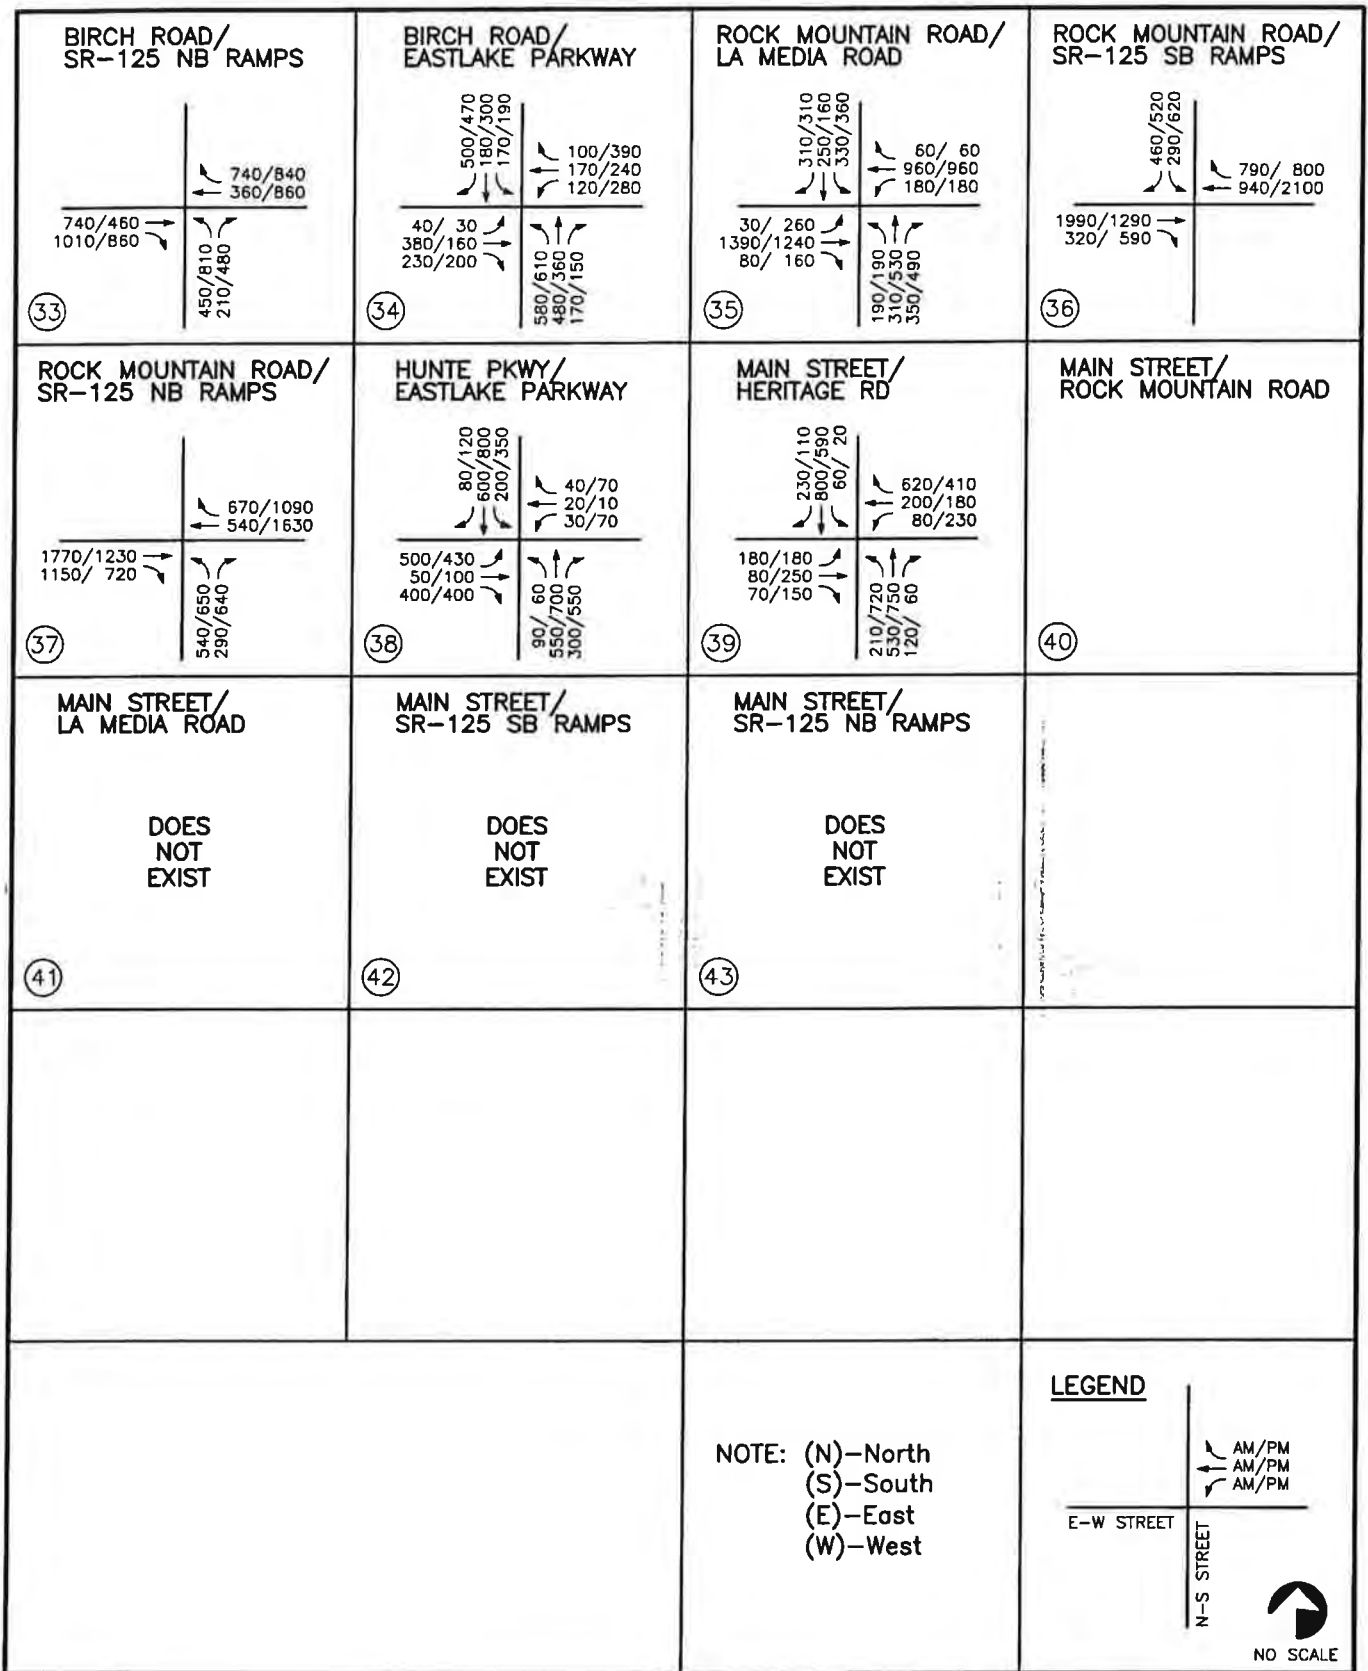 BIRCH ROAD/
SR-125 NB RAMPS
740/840
360/860
740/460
1010/860
450/810
210/480
33
BIRCH ROAD/
EASTLAKE PARKWAY
500/470
180/300
170/190
100/390
170/240
120/280
40/ 30
380/160
230/200
580/610
480/360
170/150
34
ROCK MOUNTAIN ROAD/
LA MEDIA ROAD
310/310
250/160
330/360
60/ 60
960/960
180/180
30/ 260
1390/1240
80/ 160
190/190
310/530
350/490
35
ROCK MOUNTAIN ROAD/
SR-125 SB RAMPS
460/520
290/620
790/ 800
940/2100
1990/1290
320/ 590
36
ROCK MOUNTAIN ROAD/
SR-125 NB RAMPS
670/1090
540/1630
1770/1230
1150/ 720
540/650
290/640
37
HUNTE PKWY/
EASTLAKE PARKWAY
80/120
600/800
200/350
40/70
20/10
30/70
500/430
50/100
400/400
90/ 60
550/700
300/550
38
MAIN STREET/
HERITAGE RD
230/110
800/590
60/ 20
620/410
200/180
80/230
180/180
80/250
70/150
210/720
530/750
120/ 60
39
MAIN STREET/
ROCK MOUNTAIN ROAD
40
MAIN STREET/
LA MEDIA ROAD
DOES
NOT
EXIST
41
MAIN STREET/
SR-125 SB RAMPS
DOES
NOT
EXIST
42
MAIN STREET/
SR-125 NB RAMPS
DOES
NOT
EXIST
43
NOTE: (N)-North
(S)-South
(E)-East
(W)-West
LEGEND
AM/PM
AM/PM
AM/PM
E-W STREET
N-S STREET
NO SCALE